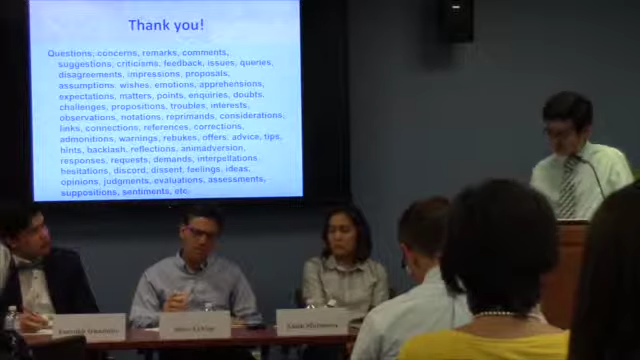 Thank you!
Questions, concerns, remarks, comments,
suggestions, criticisms, feedback, issues, queries,
disagreements, impressions, proposals,
assumptions, wishes, emotions, apprehensions,
expectations, matters, points, enquiries, doubts,
challenges, propositions, troubles, interests,
observations, notations, reprimands, considerations,
links, connections, references, corrections,
admonitions, warnings, rebukes, offers, advice, tips,
hints, backlash, reflections, animadversion,
responses, requests, demands, interpellations,
hesitations, discord, dissent, feelings, ideas,
opinions, judgments, evaluations, assessments,
suppositions, sentiments, etc.